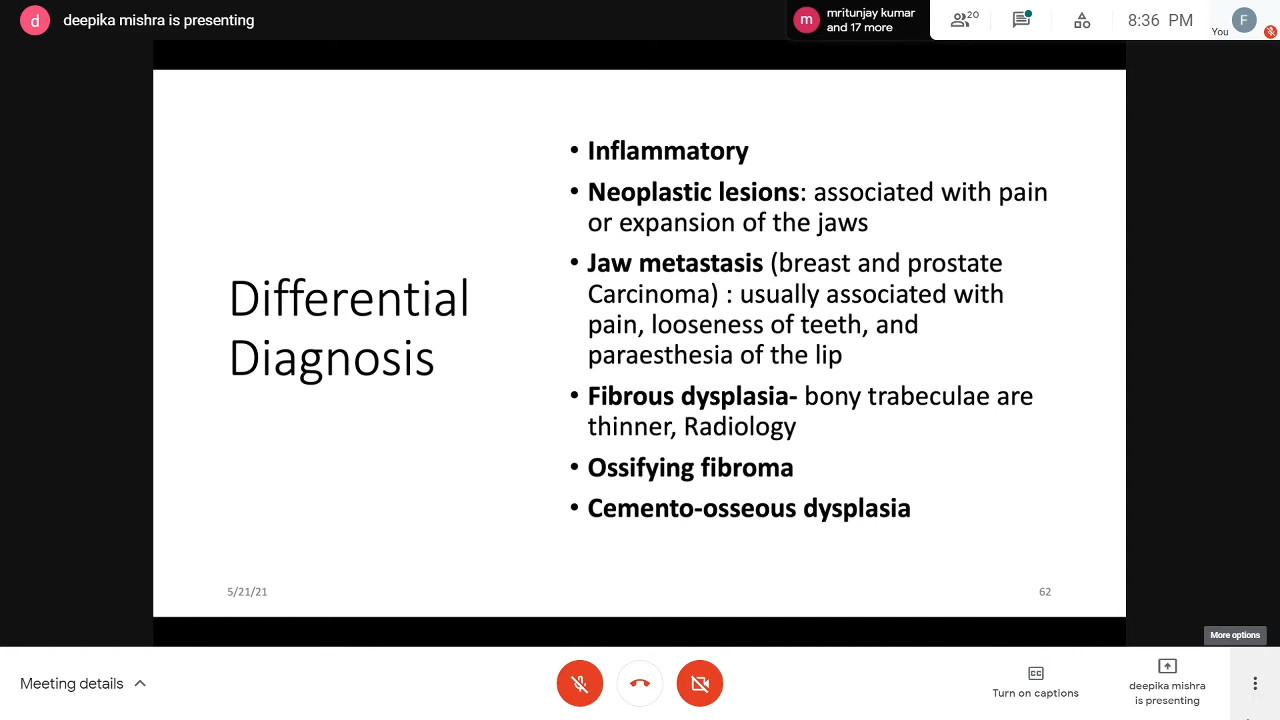 d
deepika mishra is presenting
m
mritunjay kumar
and 17 more
20
8:36 PM
You
F
Differential
Diagnosis
• Inflammatory
• Neoplastic lesions: associated with pain
or expansion of the jaws
• Jaw metastasis (breast and prostate
Carcinoma) : usually associated with
pain, looseness of teeth, and
paraesthesia of the lip
• Fibrous dysplasia- bony trabeculae are
thinner, Radiology
• Ossifying fibroma
• Cemento-osseous dysplasia
5/21/21
62
More options
Meeting details
CC
Turn on captions
deepika mishra
is presenting